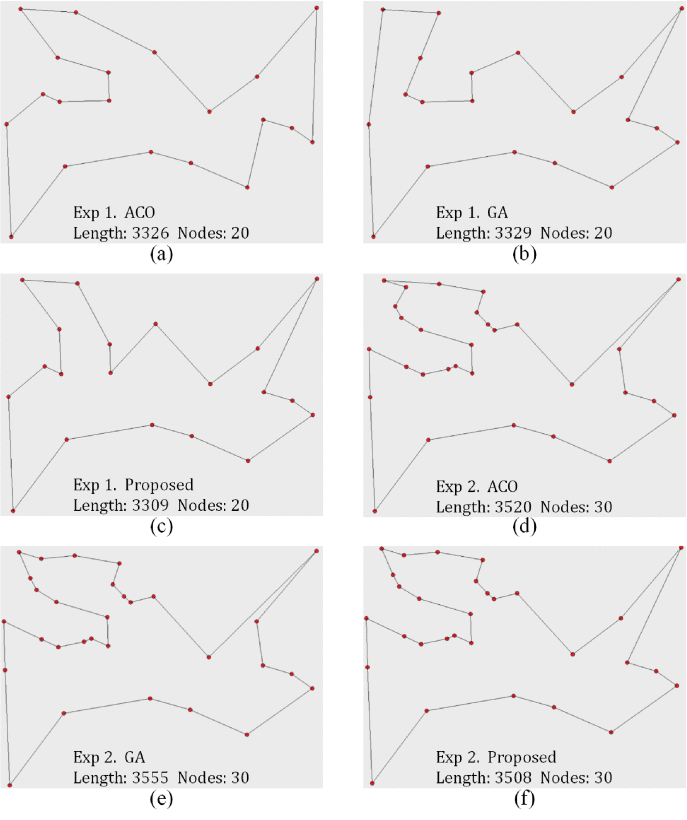 Exp 1. ACO
Length: 3326 Nodes: 20
(a)
Exp 1. GA
Length: 3329 Nodes: 20
(b)
Exp 1. Proposed
Length: 3309 Nodes: 20
(c)
Exp 2. ACO
Length: 3520 Nodes: 30
(d)
Exp 2. GA
Length: 3555 Nodes: 30
(e)
Exp 2. Proposed
Length: 3508 Nodes: 30
(f)